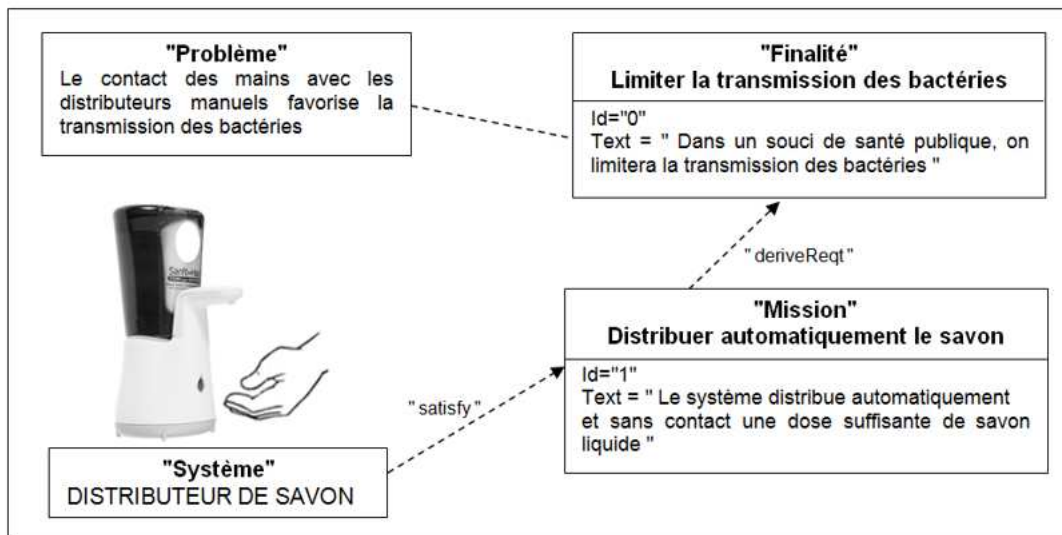 "Problème"
Le contact des mains avec les
distributeurs manuels favorise la
transmission des bactéries
"Finalité"
Limiter la transmission des bactéries
Id="0"
Text = " Dans un souci de santé publique, on
limitera la transmission des bactéries "
" deriveReqt "
"Mission"
Distribuer automatiquement le savon
Id="1"
Text = " Le système distribue automatiquement
et sans contact une dose suffisante de savon
liquide "
" satisfy "
"Système"
DISTRIBUTEUR DE SAVON